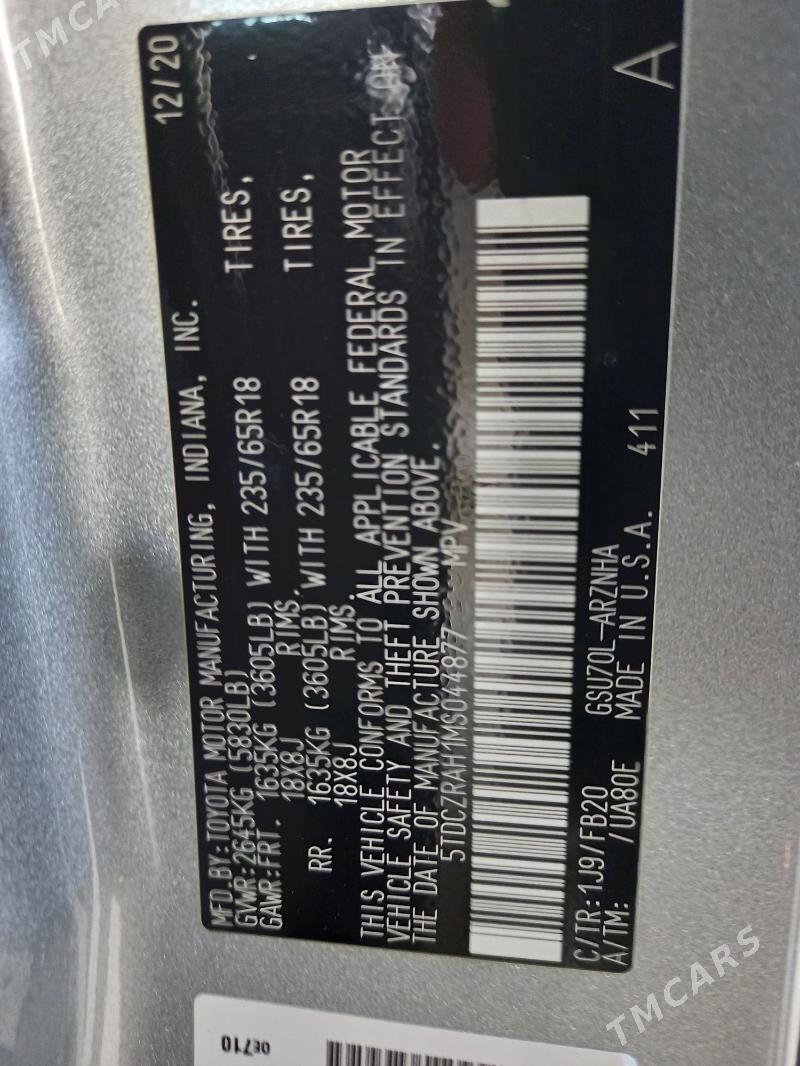 MFD.BY:TOYOTA MOTOR MANUFACTURING, INDIANA, INC. 12/20
GVWR:2645KG (5830LB)
GAWR:FRT. 1635KG (3605LB) WITH 235/65R18 TIRES,
18X8J RIMS.
RR. 1635KG (3605LB) WITH 235/65R18 TIRES,
18X8J RIMS.
THIS VEHICLE CONFORMS TO ALL APPLICABLE FEDERAL MOTOR
VEHICLE SAFETY AND THEFT PREVENTION STANDARDS IN EFFECT ON
THE DATE OF MANUFACTURE SHOWN ABOVE.
5TDCZRAH1MS044877 MPV
C/TR:1J9/FB20 GSU70L-ARZNHA
A/TM: /UA80E MADE IN U.S.A. 411
A
0E710
TMCARS
TMCARS